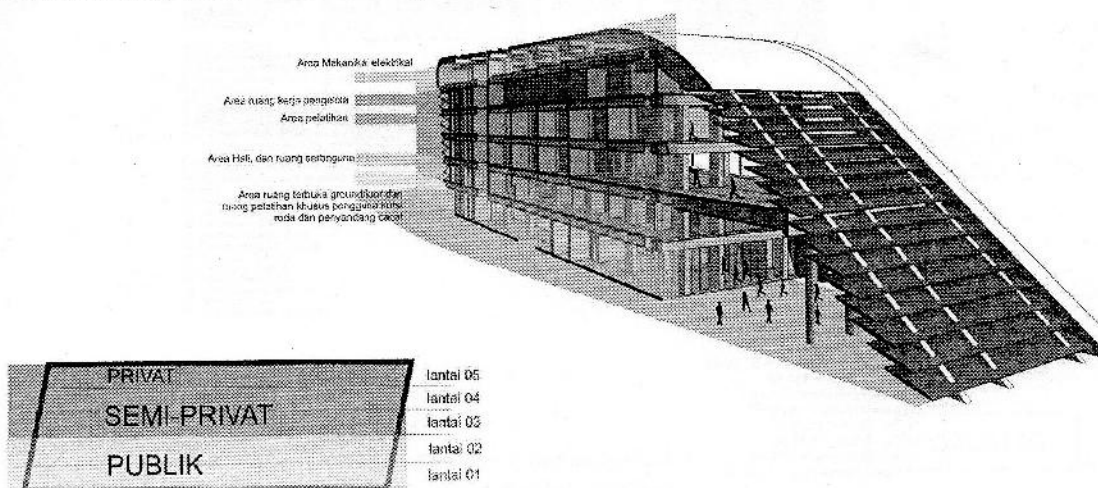 Area Mekanikal elektrikal
Area ruang kerja pengelola
Area pelatihan
Area Hall, dan ruang serbaguna
Area ruang terbuka groundfloor dan
ruang pelatihan khusus pengguna kursi
roda dan penyandang cacat
PRIVAT
SEMI-PRIVAT
PUBLIK
lantai 05
lantai 04
lantai 03
lantai 02
lantai 01